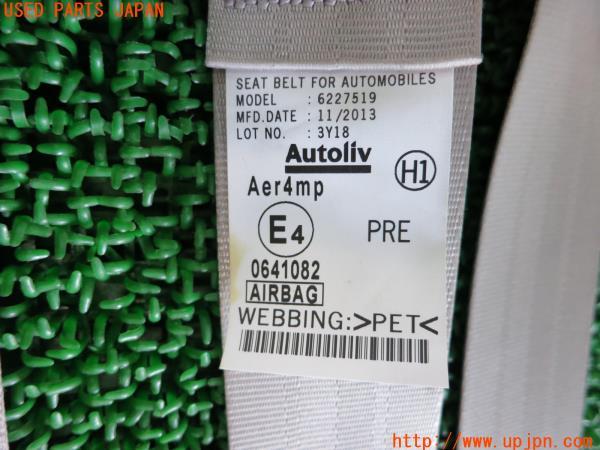 USED PARTS JAPAN
SEAT BELT FOR AUTOMOBILES
MODEL : 6227519
MFD.DATE : 11/2013
LOT NO. : 3Y18
Autoliv
Aer4mp
H1
E4
PRE
0641082
AIRBAG
WEBBING:>PET<
http://www.upjpn.com/